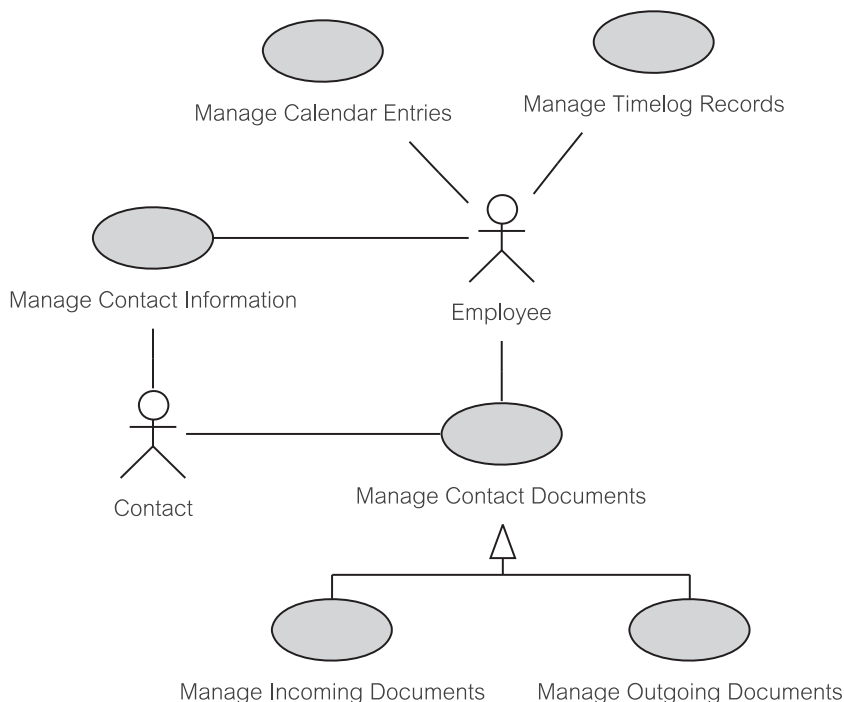 Manage Calendar Entries
Manage Timelog Records
Manage Contact Information
Employee
Contact
Manage Contact Documents
Manage Incoming Documents
Manage Outgoing Documents